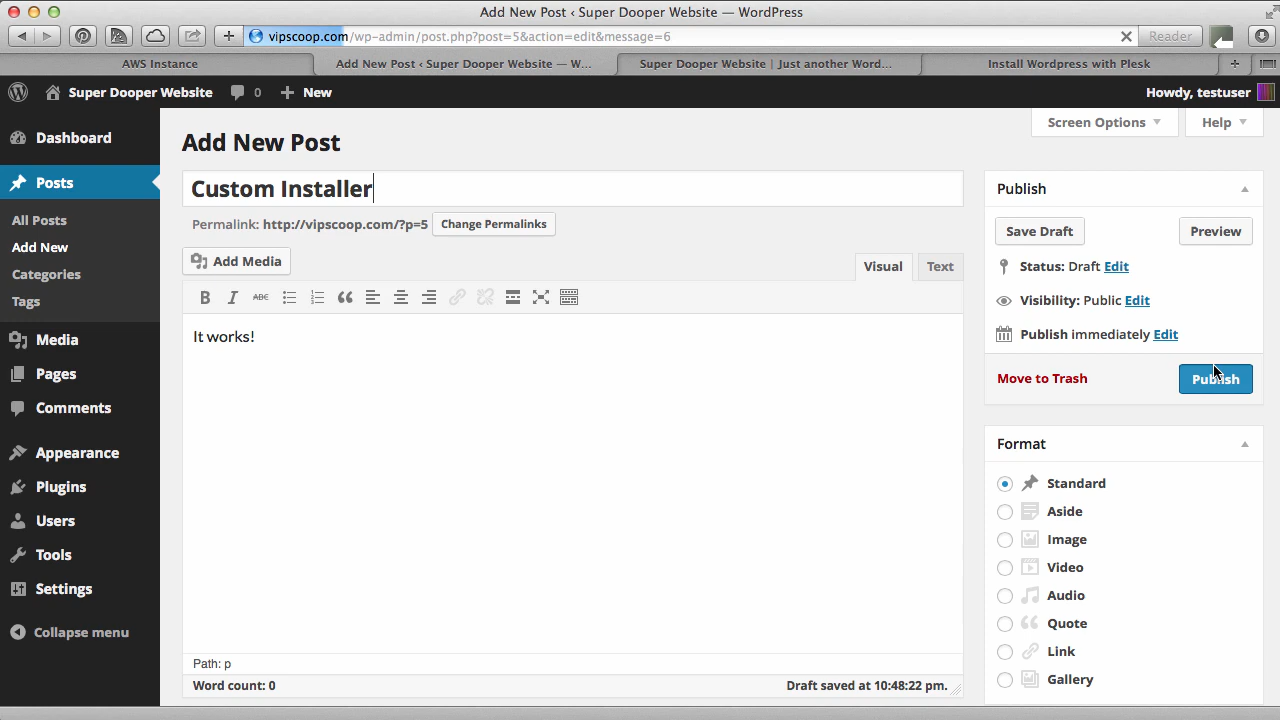 Add New Post ‹ Super Dooper Website — WordPress
vipscoop.com/wp-admin/post.php?post=5&action=edit&message=6
Reader
AWS Instance
Add New Post ‹ Super Dooper Website — W...
Super Dooper Website | Just another Word...
Install Wordpress with Plesk
Super Dooper Website
0
New
Howdy, testuser
Dashboard
Posts
All Posts
Add New
Categories
Tags
Media
Pages
Comments
Appearance
Plugins
Users
Tools
Settings
Collapse menu
Screen Options
Help
Add New Post
Custom Installer
Permalink: http://vipscoop.com/?p=5
Change Permalinks
Add Media
Visual
Text
B I ABC
It works!
Path: p
Word count: 0
Draft saved at 10:48:22 pm.
Publish
Save Draft
Preview
Status: Draft Edit
Visibility: Public Edit
Publish immediately Edit
Move to Trash
Publish
Format
Standard
Aside
Image
Video
Audio
Quote
Link
Gallery